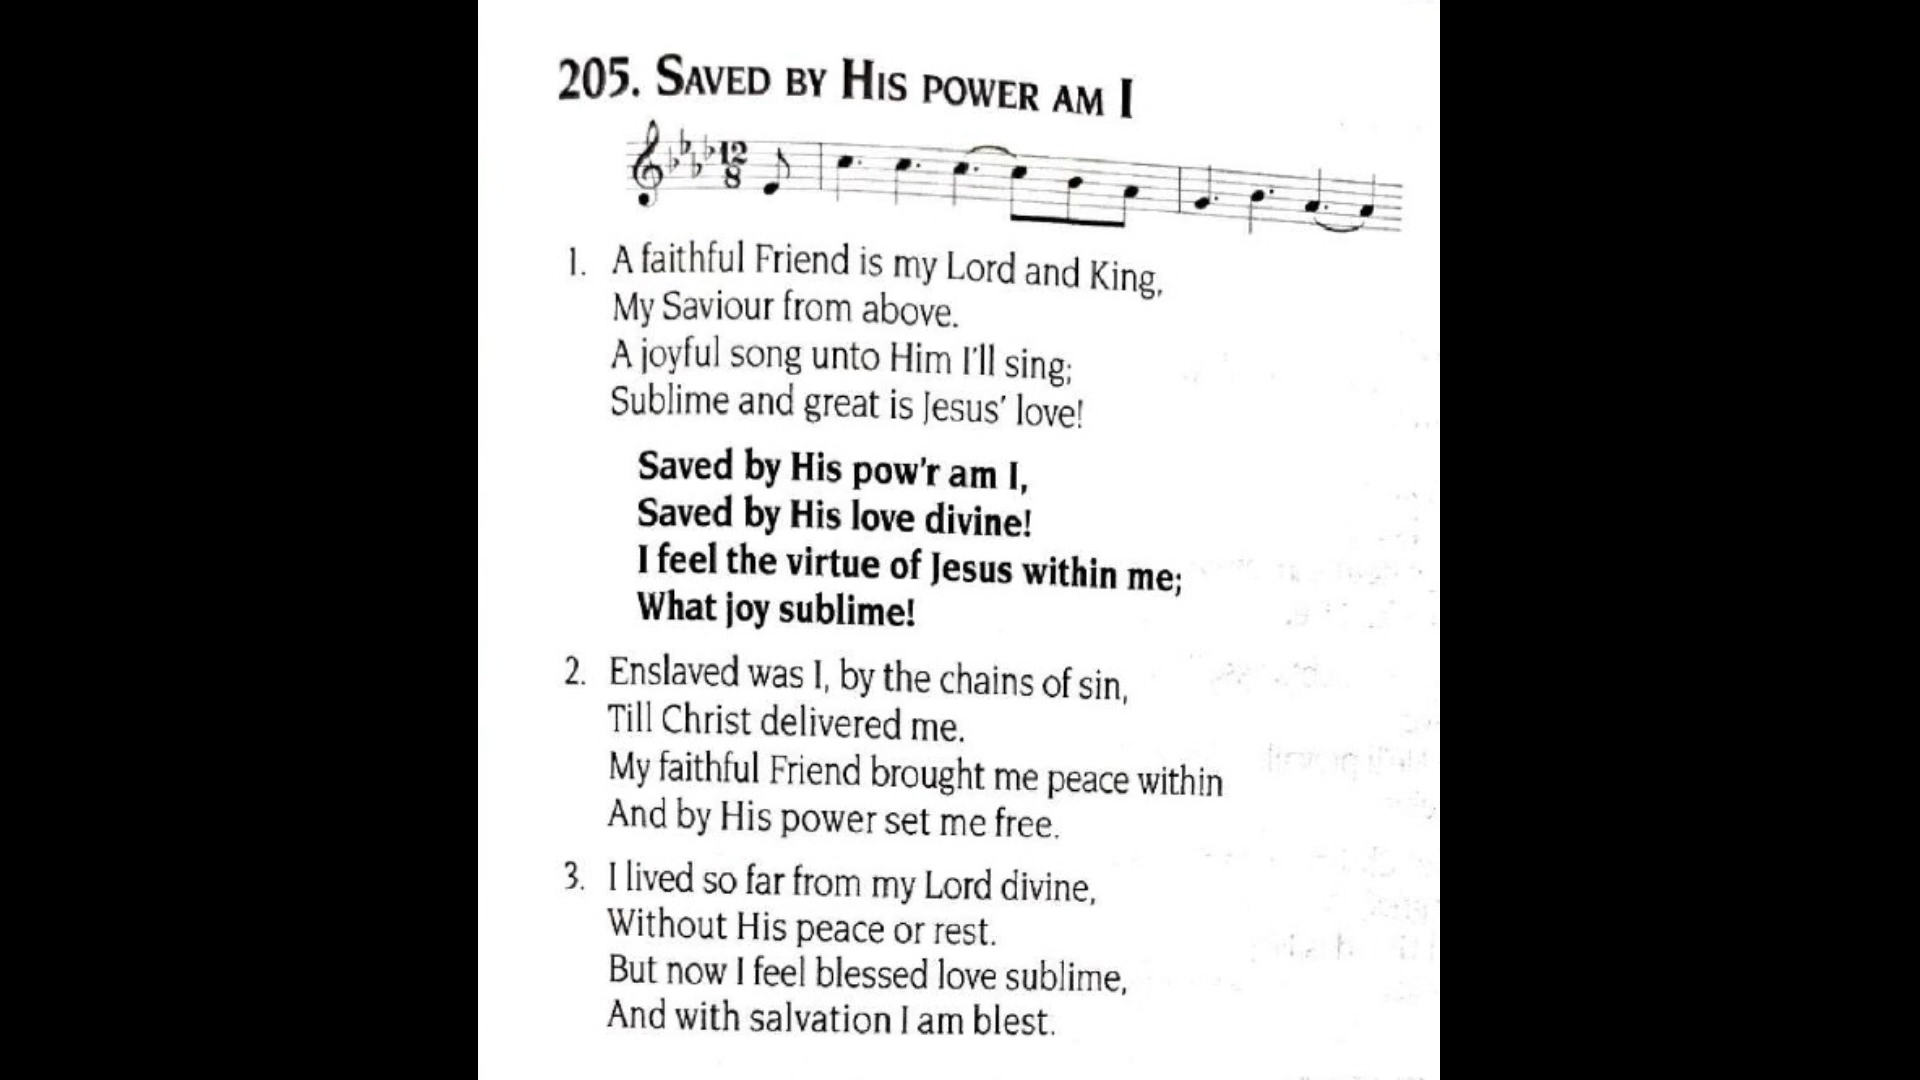 205. SAVED BY HIS POWER AM I
12
8
1. A faithful Friend is my Lord and King,
My Saviour from above.
A joyful song unto Him I'll sing;
Sublime and great is Jesus' love!
Saved by His pow'r am I,
Saved by His love divine!
I feel the virtue of Jesus within me;
What joy sublime!
2. Enslaved was I, by the chains of sin,
Till Christ delivered me.
My faithful Friend brought me peace within
And by His power set me free.
3. I lived so far from my Lord divine,
Without His peace or rest.
But now I feel blessed love sublime,
And with salvation I am blest.